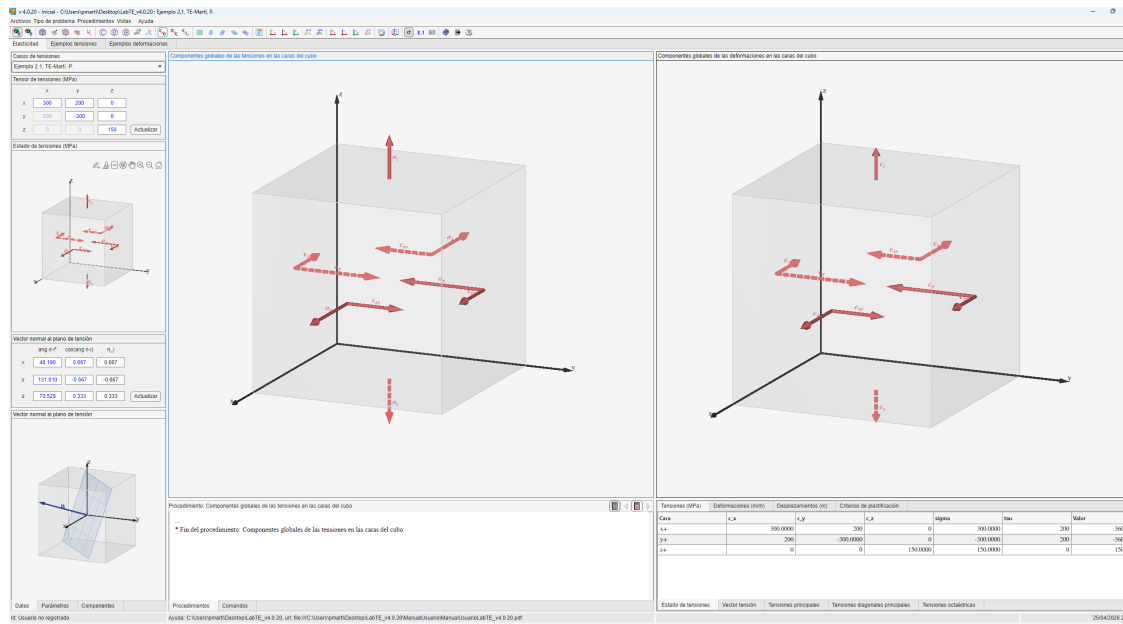 v 4.0.20 - Inicial - C:\Users\pmarti\Desktop\LabTE_v4.0.20 : Ejemplo 2.1, TE-Martí, P.
Archivos Tipo de problema Procedimientos Vistas Ayuda
Elasticidad Ejemplos tensiones Ejemplos deformaciones
Casos de tensiones
Ejemplo 2.1, TE-Martí, P.
Tensor de tensiones (MPa)
x y z
x 300 200 0
y 200 -300 0
z 0 0 150 Actualizar
Estado de tensiones (MPa)
z
y
x
Vector normal al plano de tensión
ang n-iº cos(ang n-i) n_i
x 48.190 0.667 0.667
y 131.810 -0.667 -0.667
z 70.529 0.333 0.333 Actualizar
Vector normal al plano de tensión
z
n
y
x
Datos Parámetros Componentes
Componentes globales de las tensiones en las caras del cubo
z
y
x
Procedimiento: Componentes globales de las tensiones en las caras del cubo
...
* Fin del procedimiento: Componentes globales de las tensiones en las caras del cubo
Procedimientos Comandos
Componentes globales de las deformaciones en las caras del cubo
z
y
x
Tensiones (MPa) Deformaciones (mm) Desplazamientos (m) Criterios de plastificación
Cara c_x c_y c_z sigma tau Valor
x+ 300.0000 200 0 300.0000 200 360
y+ 200 -300.0000 0 -300.0000 200 -360
z+ 0 0 150.0000 150.0000 0 150
Estado de tensiones Vector tensión Tensiones principales Tensiones diagonales principales Tensiones octaédricas
Id: Usuario no registrado
Ayuda: C:\Users\pmarti\Desktop\LabTE_v4.0.20, url: file:///C:\Users\pmarti\Desktop\LabTE_v4.0.20\ManualUsuario\ManualUsuarioLabTE_v4.0.20.pdf
25/04/2026